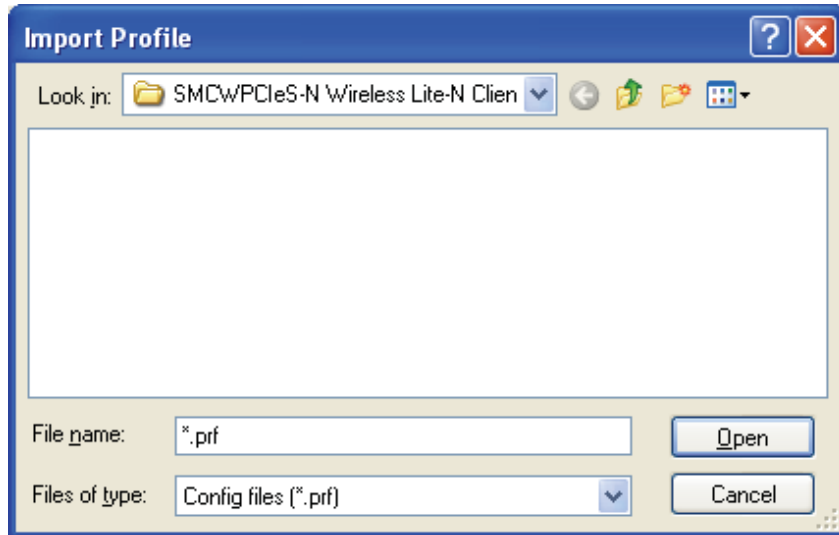 Import Profile
Look in: SMCWPCIeS-N Wireless Lite-N Clien
File name: *.prf Open
Files of type: Config files (*.prf) Cancel